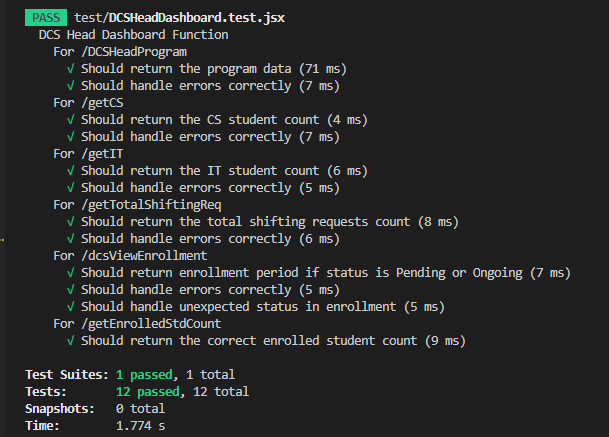 PASS test/DCSHeadDashboard.test.jsx
DCS Head Dashboard Function
For /DCSHeadProgram
√ Should return the program data (71 ms)
√ Should handle errors correctly (7 ms)
For /getCS
√ Should return the CS student count (4 ms)
√ Should handle errors correctly (7 ms)
For /getIT
√ Should return the IT student count (6 ms)
√ Should handle errors correctly (5 ms)
For /getTotalShiftingReq
√ Should return the total shifting requests count (8 ms)
√ Should handle errors correctly (6 ms)
For /dcsViewEnrollment
√ Should return enrollment period if status is Pending or Ongoing (7 ms)
√ Should handle errors correctly (5 ms)
√ Should handle unexpected status in enrollment (5 ms)
For /getEnrolledStdCount
√ Should return the correct enrolled student count (9 ms)
Test Suites: 1 passed, 1 total
Tests: 12 passed, 12 total
Snapshots: 0 total
Time: 1.774 s